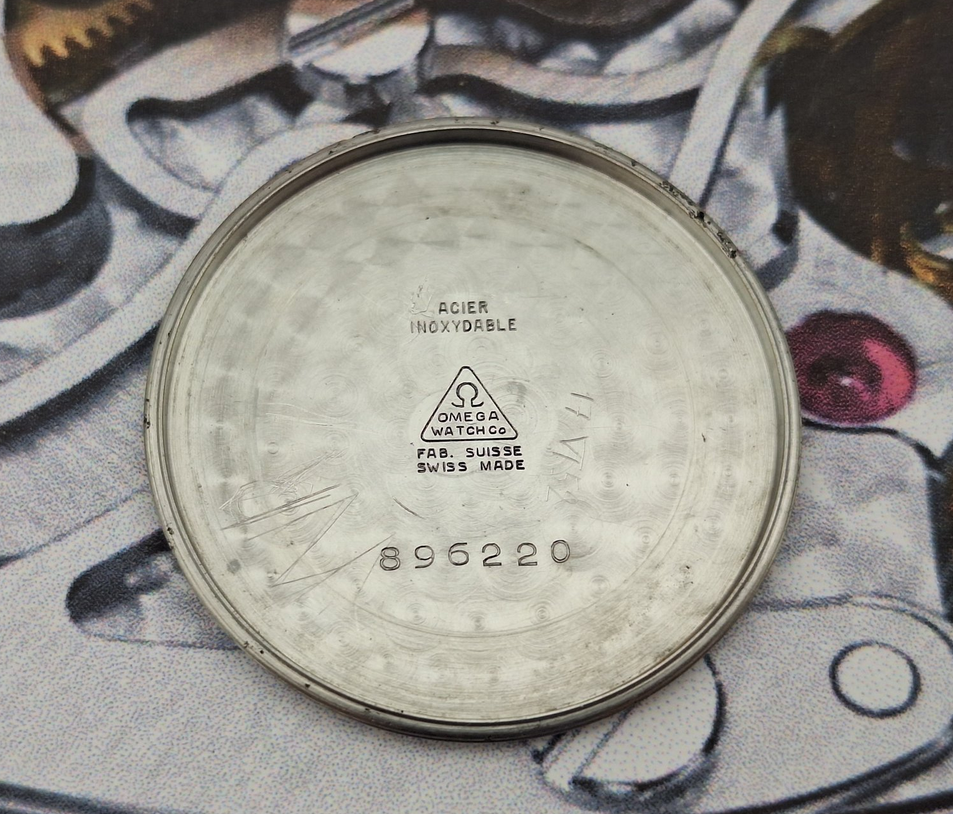 ACIER
INOXYDABLE
Ω
OMEGA
WATCH Co
FAB. SUISSE
SWISS MADE
896220